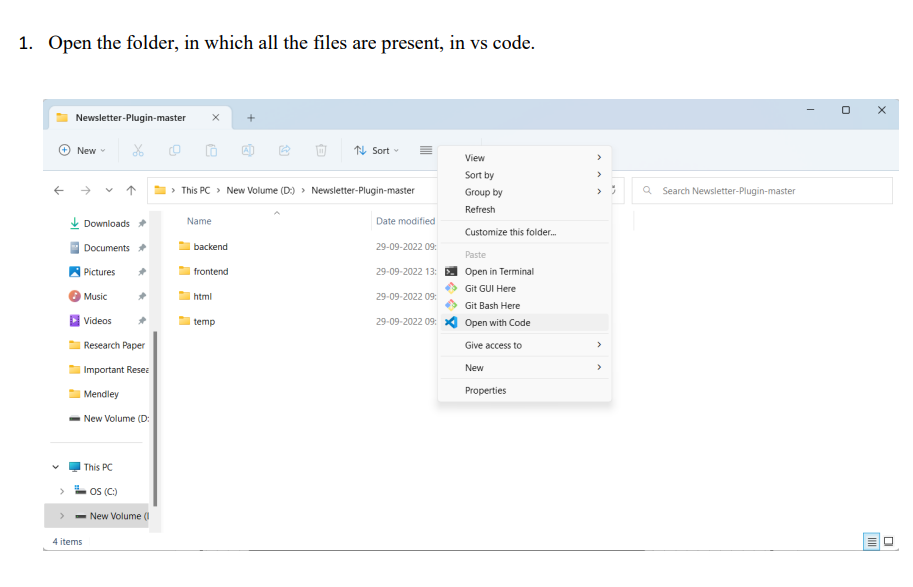 1. Open the folder, in which all the files are present, in vs code.
Newsletter-Plugin-master
New
Sort
This PC > New Volume (D:) > Newsletter-Plugin-master
Search Newsletter-Plugin-master
Downloads
Documents
Pictures
Music
Videos
Research Paper
Important Resea
Mendley
New Volume (D:
This PC
OS (C:)
New Volume (
4 items
Name Date modified
backend 29-09-2022 09:
frontend 29-09-2022 13:
html 29-09-2022 09:
temp 29-09-2022 09:
View
Sort by
Group by
Refresh
Customize this folder...
Paste
Open in Terminal
Git GUI Here
Git Bash Here
Open with Code
Give access to
New
Properties